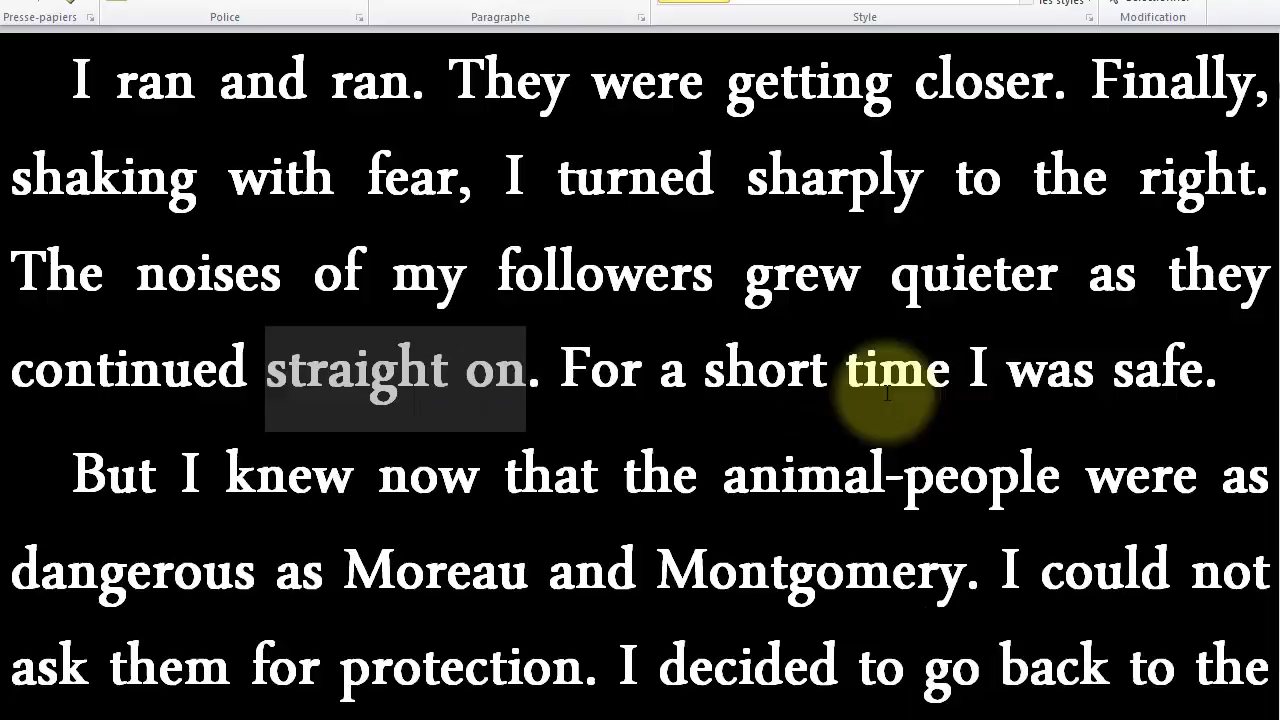 les styles
Presse-papiers Police Paragraphe Style Modification
I ran and ran. They were getting closer. Finally,
shaking with fear, I turned sharply to the right.
The noises of my followers grew quieter as they
continued straight on. For a short time I was safe.
But I knew now that the animal-people were as
dangerous as Moreau and Montgomery. I could not
ask them for protection. I decided to go back to the